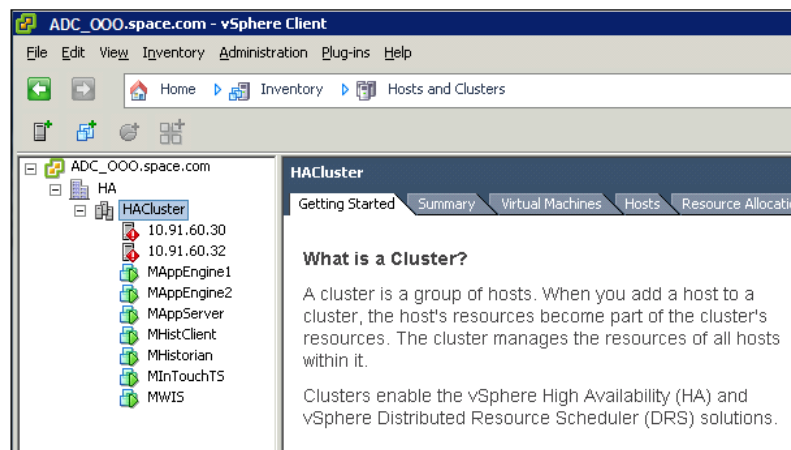 ADC_OOO.space.com - vSphere Client
File Edit View Inventory Administration Plug-ins Help
Home Inventory Hosts and Clusters
ADC_OOO.space.com
HA
HACluster
10.91.60.30
10.91.60.32
MAppEngine1
MAppEngine2
MAppServer
MHistClient
MHistorian
MInTouchTS
MWIS
HACluster
Getting Started Summary Virtual Machines Hosts Resource Allocati
What is a Cluster?
A cluster is a group of hosts. When you add a host to a
cluster, the host's resources become part of the cluster's
resources. The cluster manages the resources of all hosts
within it.
Clusters enable the vSphere High Availability (HA) and
vSphere Distributed Resource Scheduler (DRS) solutions.